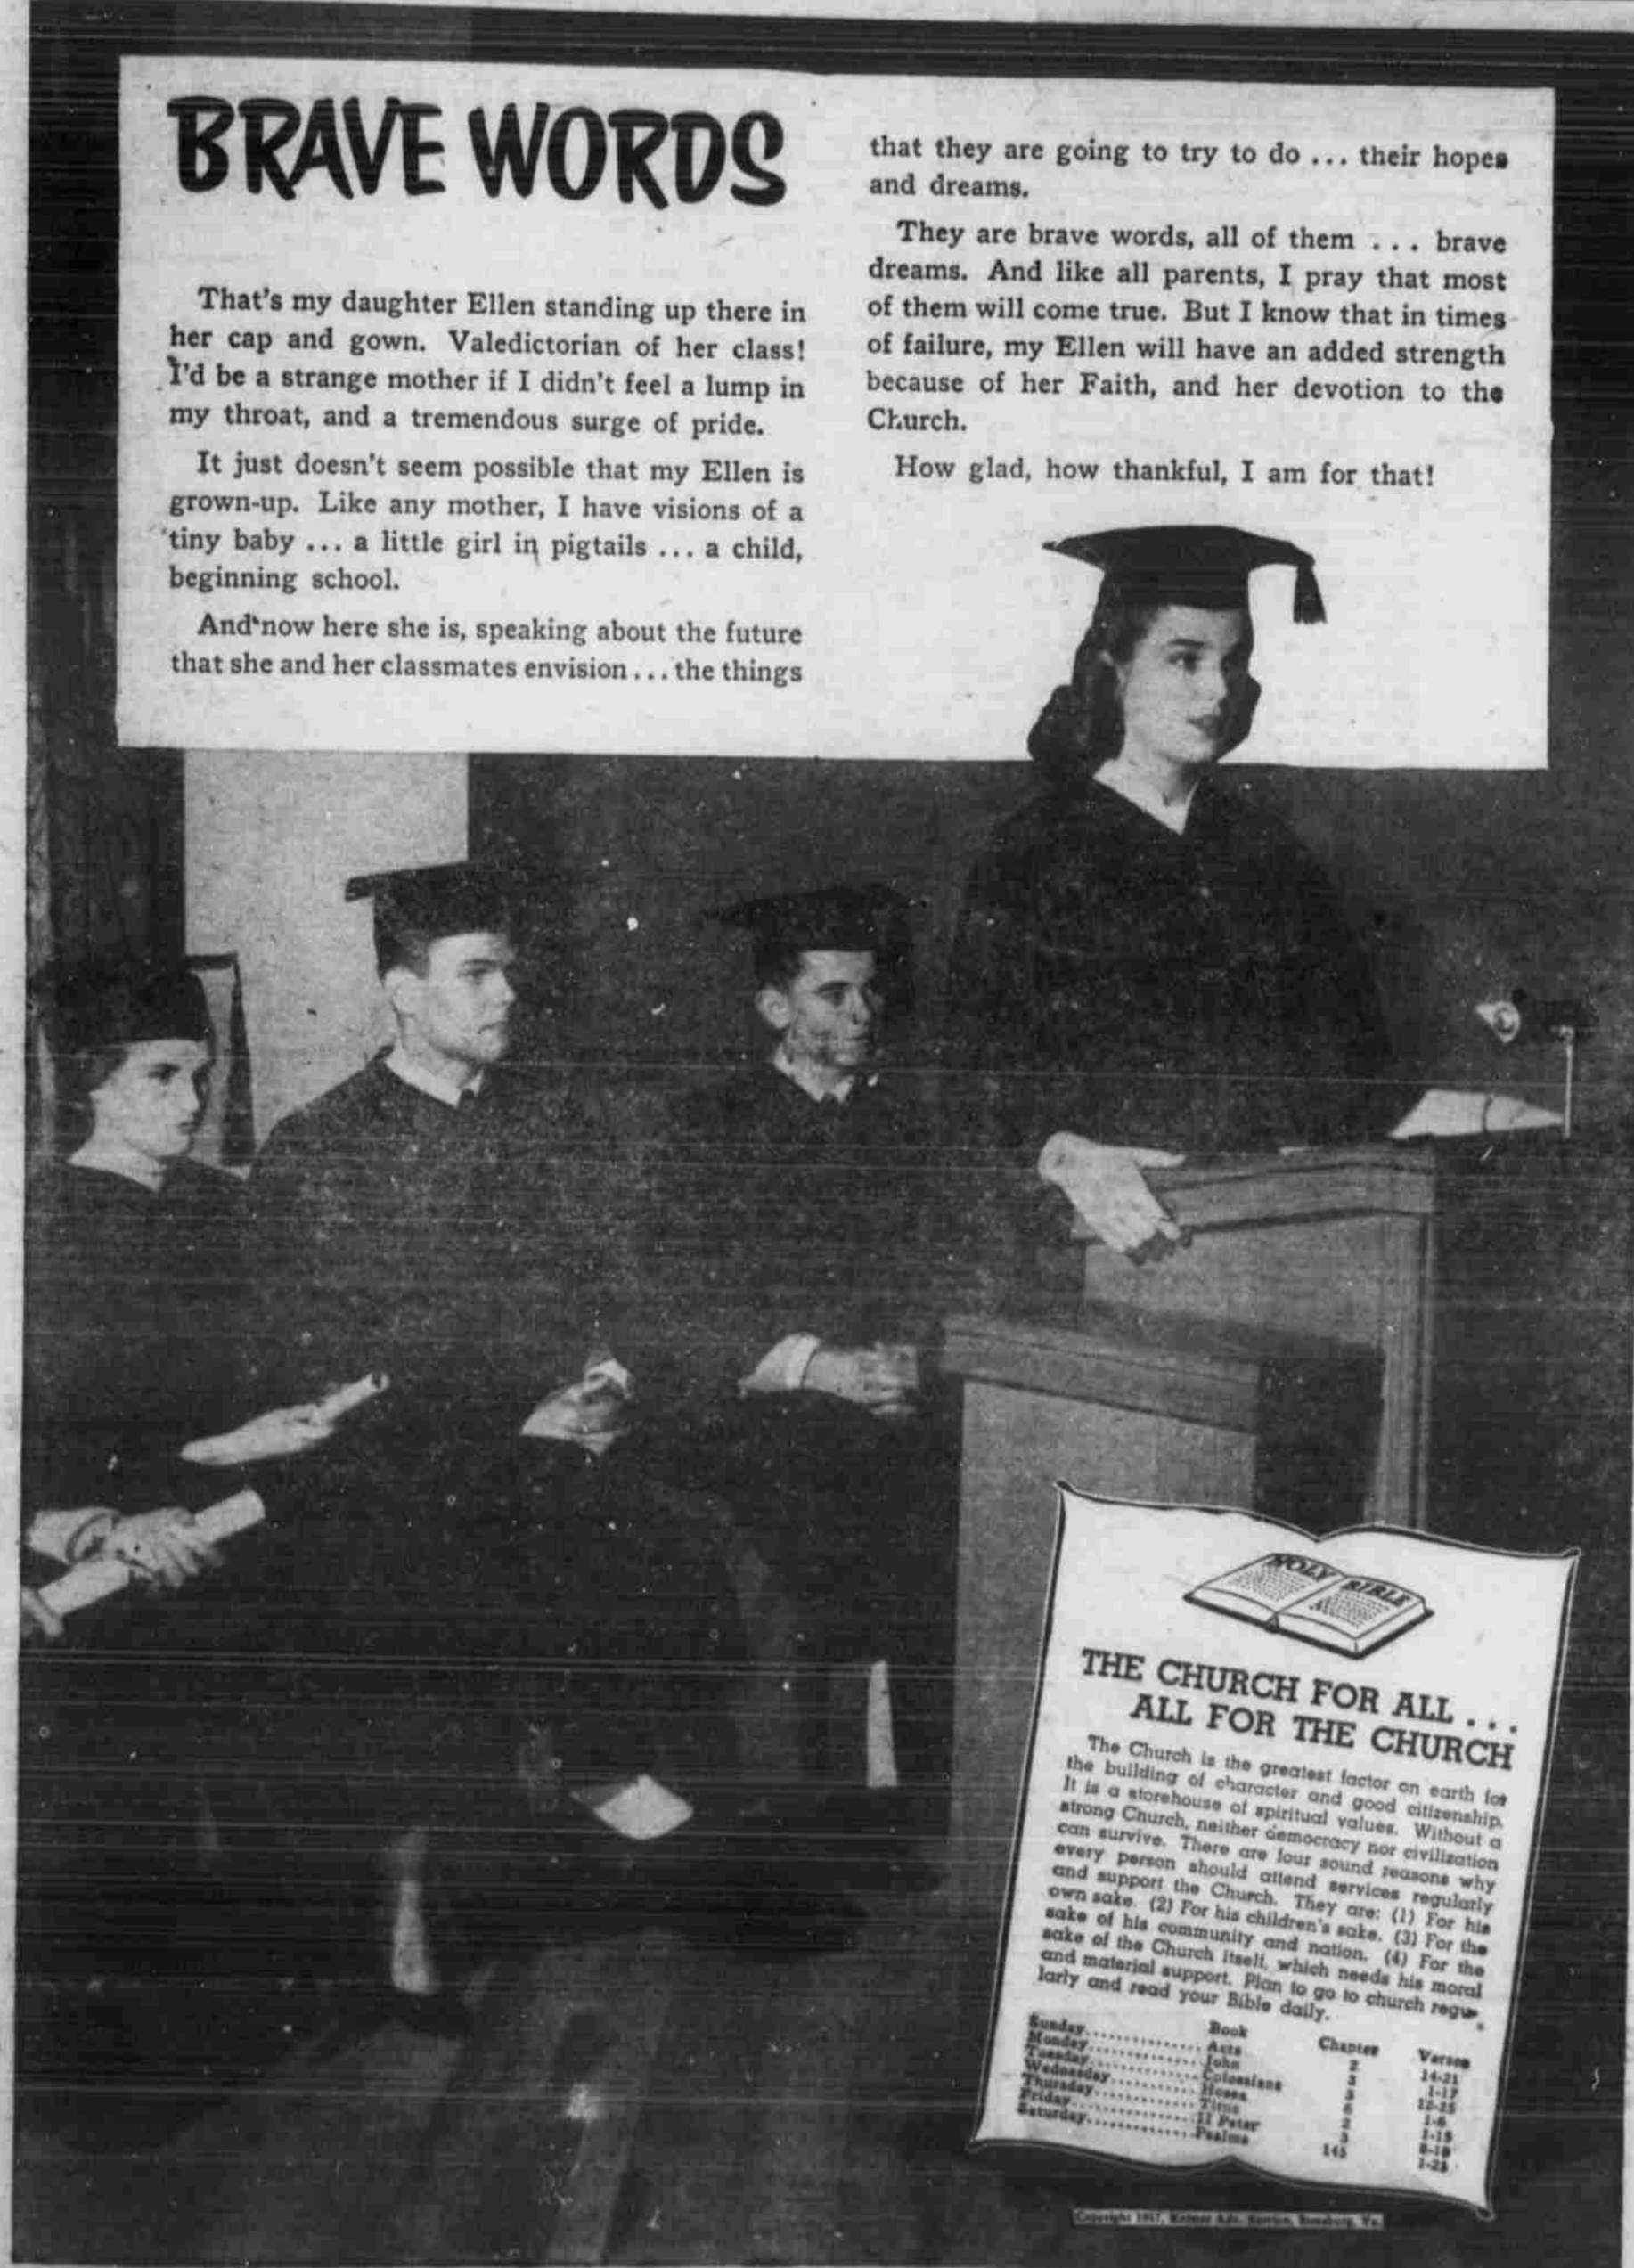 BRAVE WORDS
That's my daughter Ellen standing up there in
her cap and gown. Valedictorian of her class!
I'd be a strange mother if I didn't feel a lump in
my throat, and a tremendous surge of pride.
It just doesn't seem possible that my Ellen is
grown-up. Like any mother, I have visions of a
tiny baby ... a little girl in pigtails ... a child,
beginning school.
And now here she is, speaking about the future
that she and her classmates envision ... the things
that they are going to try to do ... their hopes
and dreams.
They are brave words, all of them . . . brave
dreams. And like all parents, I pray that most
of them will come true. But I know that in times
of failure, my Ellen will have an added strength
because of her Faith, and her devotion to the
Church.
How glad, how thankful, I am for that!
HOLY BIBLE
THE CHURCH FOR ALL . . .
ALL FOR THE CHURCH
The Church is the greatest factor on earth for
the building of character and good citizenship.
It is a storehouse of spiritual values. Without a
strong Church, neither democracy nor civilization
can survive. There are four sound reasons why
every person should attend services regularly
and support the Church. They are: (1) For his
own sake. (2) For his children's sake. (3) For the
sake of his community and nation. (4) For the
sake of the Church itself, which needs his moral
and material support. Plan to go to church regu-
larly and read your Bible daily.
Book Chapter Verses
Sunday Acts 2 14-21
Monday John 3 1-17
Tuesday Colossians 3 12-25
Wednesday Hosea 6 1-6
Thursday Titus 2 1-15
Friday II Peter 3 8-18
Saturday Psalms 145 1-21
Copyright 1957, Keister Adv. Service, Strasburg, Va.